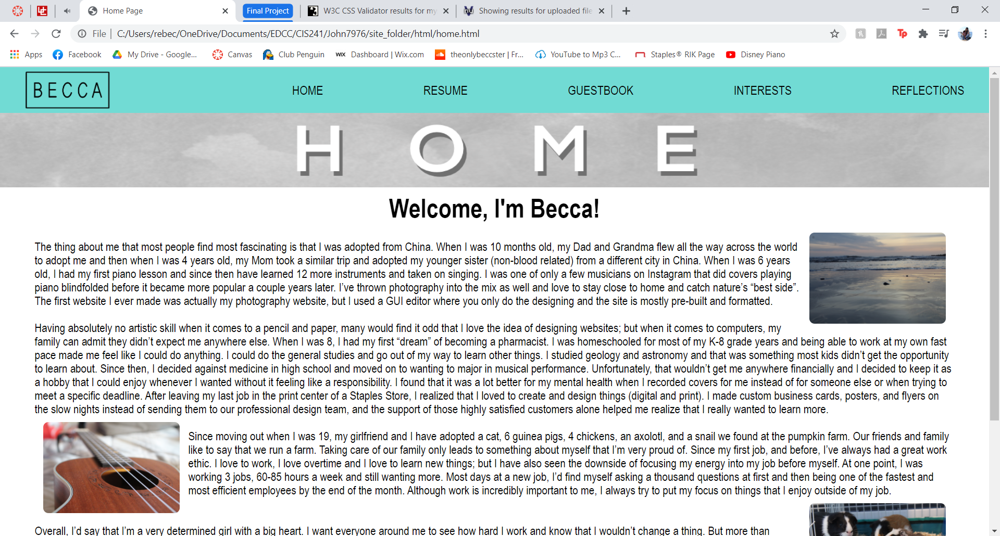 Home Page
Final Project
W3C CSS Validator results for my
Showing results for uploaded file
File
C:/Users/rebec/OneDrive/Documents/EDCC/CIS241/John7976/site_folder/html/home.html
Apps
Facebook
My Drive - Google...
Canvas
Club Penguin
WIX
Dashboard | Wix.com
theonlybeccster | Fr...
YouTube to Mp3 C...
Staples® RIK Page
Disney Piano
BECCA
HOME
RESUME
GUESTBOOK
INTERESTS
REFLECTIONS
HOME
Welcome, I'm Becca!
The thing about me that most people find most fascinating is that I was adopted from China. When I was 10 months old, my Dad and Grandma flew all the way across the world
to adopt me and then when I was 4 years old, my Mom took a similar trip and adopted my younger sister (non-blood related) from a different city in China. When I was 6 years
old, I had my first piano lesson and since then have learned 12 more instruments and taken on singing. I was one of only a few musicians on Instagram that did covers playing
piano blindfolded before it became more popular a couple years later. I’ve thrown photography into the mix as well and love to stay close to home and catch nature’s “best side”.
The first website I ever made was actually my photography website, but I used a GUI editor where you only do the designing and the site is mostly pre-built and formatted.
Having absolutely no artistic skill when it comes to a pencil and paper, many would find it odd that I love the idea of designing websites; but when it comes to computers, my
family can admit they didn’t expect me anywhere else. When I was 8, I had my first “dream” of becoming a pharmacist. I was homeschooled for most of my K-8 grade years and being able to work at my own fast
pace made me feel like I could do anything. I could do the general studies and go out of my way to learn other things. I studied geology and astronomy and that was something most kids didn’t get the opportunity
to learn about. Since then, I decided against medicine in high school and moved on to wanting to major in musical performance. Unfortunately, that wouldn’t get me anywhere financially and I decided to keep it as
a hobby that I could enjoy whenever I wanted without it feeling like a responsibility. I found that it was a lot better for my mental health when I recorded covers for me instead of for someone else or when trying to
meet a specific deadline. After leaving my last job in the print center of a Staples Store, I realized that I loved to create and design things (digital and print). I made custom business cards, posters, and flyers on
the slow nights instead of sending them to our professional design team, and the support of those highly satisfied customers alone helped me realize that I really wanted to learn more.
Since moving out when I was 19, my girlfriend and I have adopted a cat, 6 guinea pigs, 4 chickens, an axolotl, and a snail we found at the pumpkin farm. Our friends and family
like to say that we run a farm. Taking care of our family only leads to something about myself that I’m very proud of. Since my first job, and before, I’ve always had a great work
ethic. I love to work, I love overtime and I love to learn new things; but I have also seen the downside of focusing my energy into my job before myself. At one point, I was
working 3 jobs, 60-85 hours a week and still wanting more. Most days at a new job, I’d find myself asking a thousand questions at first and then being one of the fastest and
most efficient employees by the end of the month. Although work is incredibly important to me, I always try to put my focus on things that I enjoy outside of my job.
Overall, I’d say that I’m a very determined girl with a big heart. I want everyone around me to see how hard I work and know that I wouldn’t change a thing. But more than